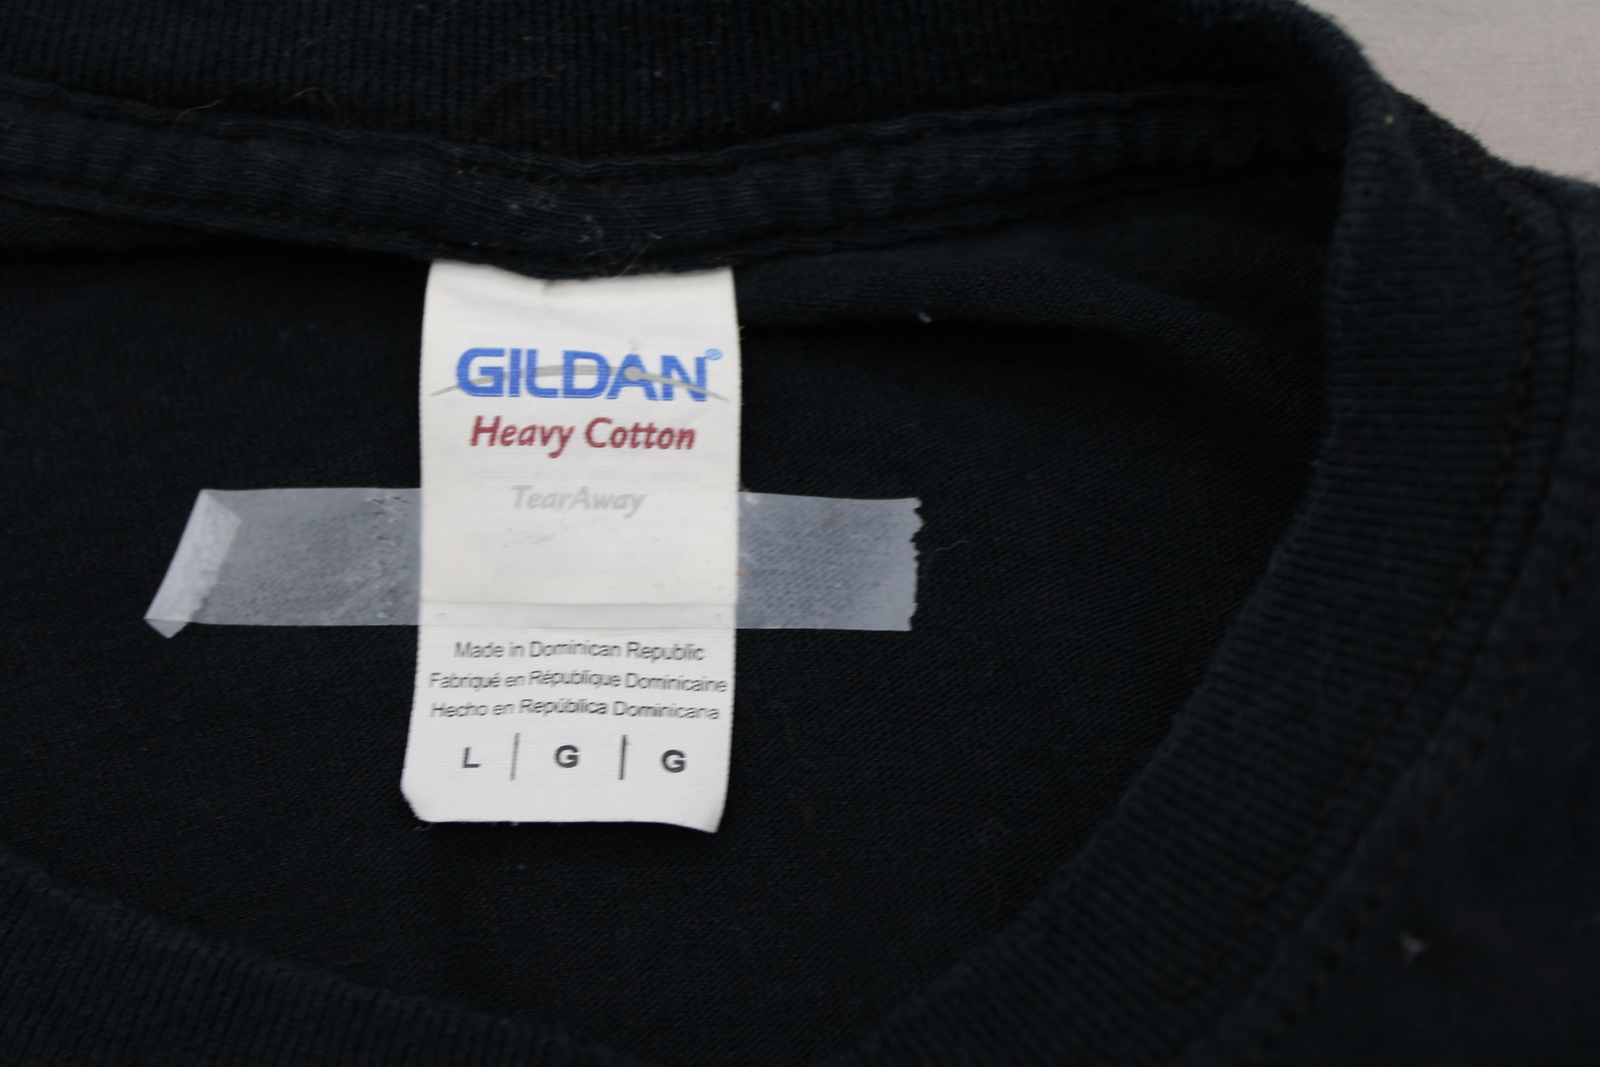 GILDAN®
Heavy Cotton
TearAway
Made in Dominican Republic
Fabriqué en République Dominicaine
Hecho en República Dominicana
L | G | G